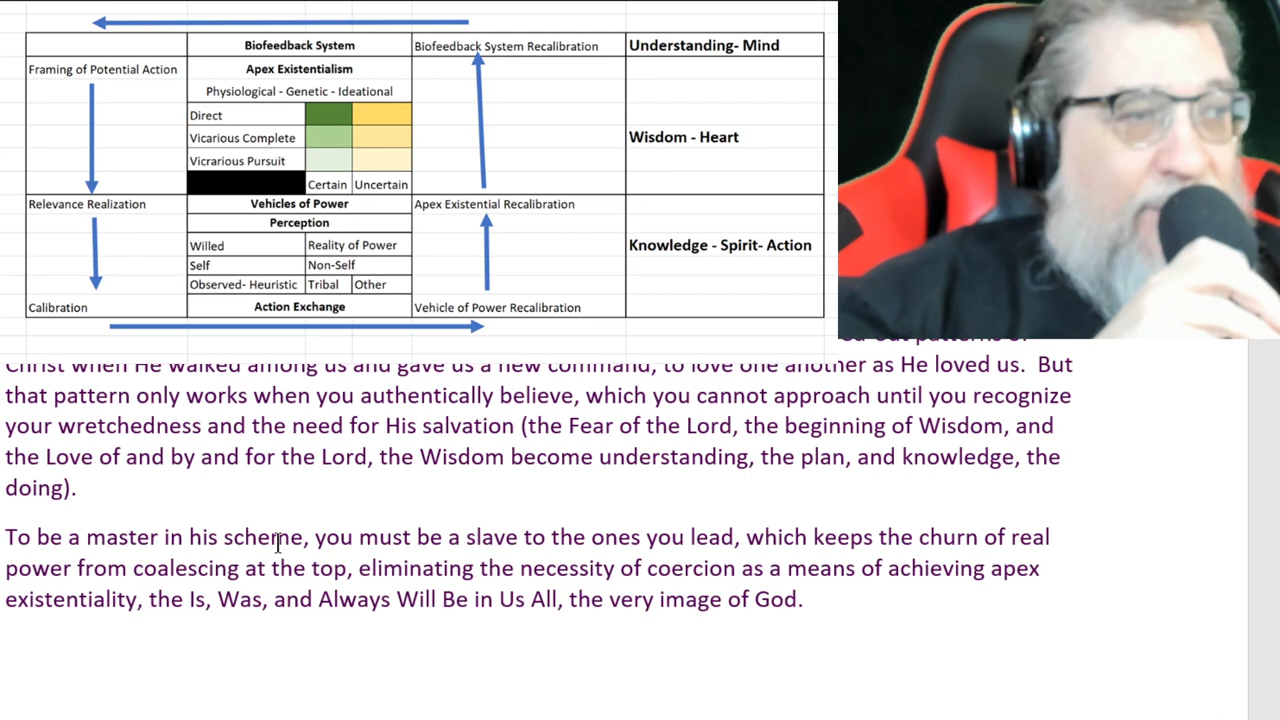 Biofeedback System Biofeedback System Recalibration Understanding- Mind
Framing of Potential Action Apex Existentialism
Physiological - Genetic - Ideational
Direct
Vicarious Complete Wisdom - Heart
Vicrarious Pursuit
Certain Uncertain
Relevance Realization Vehicles of Power Apex Existential Recalibration
Perception
Willed Reality of Power Knowledge - Spirit- Action
Self Non-Self
Observed- Heuristic Tribal Other
Calibration Action Exchange Vehicle of Power Recalibration
patterns of
Christ when He walked among us and gave us a new command, to love one another as He loved us. But
that pattern only works when you authentically believe, which you cannot approach until you recognize
your wretchedness and the need for His salvation (the Fear of the Lord, the beginning of Wisdom, and
the Love of and by and for the Lord, the Wisdom become understanding, the plan, and knowledge, the
doing).
To be a master in his scheme, you must be a slave to the ones you lead, which keeps the churn of real
power from coalescing at the top, eliminating the necessity of coercion as a means of achieving apex
existentiality, the Is, Was, and Always Will Be in Us All, the very image of God.